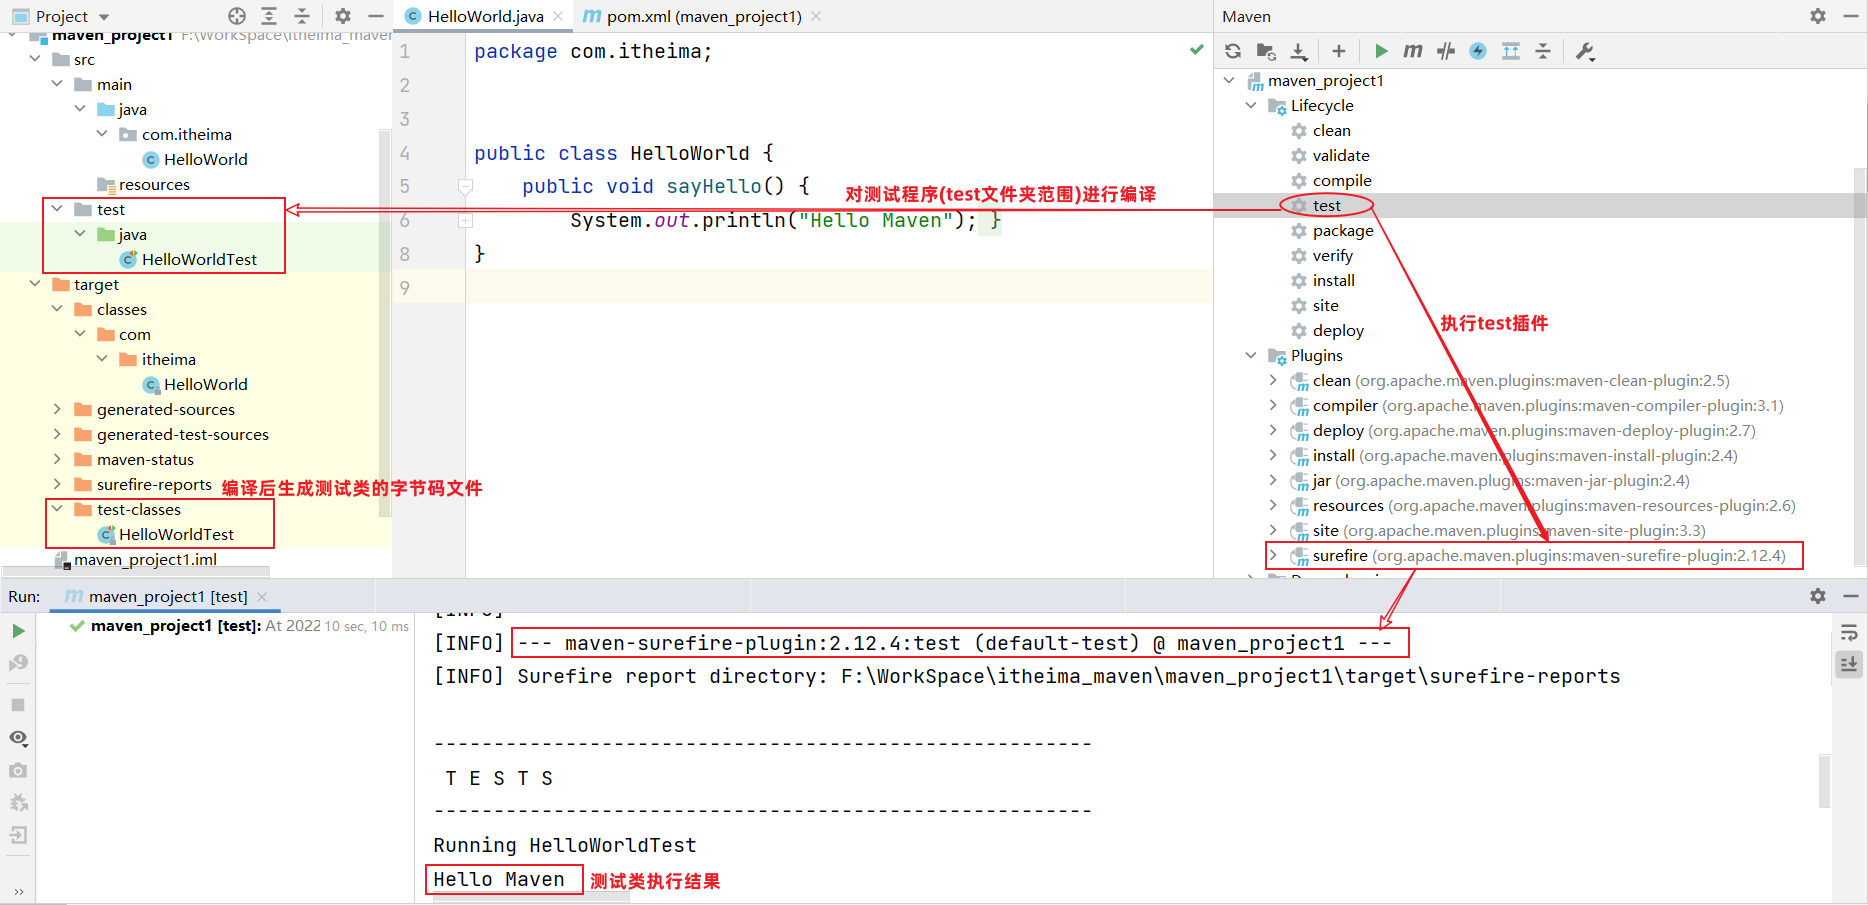 Project
maven_project1 F:\WorkSpace\itheima_maven
src
main
java
com.itheima
HelloWorld
resources
test
java
HelloWorldTest
target
classes
com
itheima
HelloWorld
generated-sources
generated-test-sources
maven-status
surefire-reports
编译后生成测试类的字节码文件
test-classes
HelloWorldTest
maven_project1.iml
HelloWorld.java
pom.xml (maven_project1)
1 package com.itheima;
2
3
4 public class HelloWorld {
5 public void sayHello() {
对测试程序(test文件夹范围)进行编译
6 System.out.println("Hello Maven"); }
8 }
9
Maven
maven_project1
Lifecycle
clean
validate
compile
test
package
verify
install
site
deploy
执行test插件
Plugins
clean (org.apache.maven.plugins:maven-clean-plugin:2.5)
compiler (org.apache.maven.plugins:maven-compiler-plugin:3.1)
deploy (org.apache.maven.plugins:maven-deploy-plugin:2.7)
install (org.apache.maven.plugins:maven-install-plugin:2.4)
jar (org.apache.maven.plugins:maven-jar-plugin:2.4)
resources (org.apache.maven.plugins:maven-resources-plugin:2.6)
site (org.apache.maven.plugins:maven-site-plugin:3.3)
surefire (org.apache.maven.plugins:maven-surefire-plugin:2.12.4)
Run: maven_project1 [test]
maven_project1 [test]: At 2022 10 sec, 10 ms
[INFO]
[INFO] --- maven-surefire-plugin:2.12.4:test (default-test) @ maven_project1 ---
[INFO] Surefire report directory: F:\WorkSpace\itheima_maven\maven_project1\target\surefire-reports
-------------------------------------------------------
T E S T S
-------------------------------------------------------
Running HelloWorldTest
Hello Maven
测试类执行结果